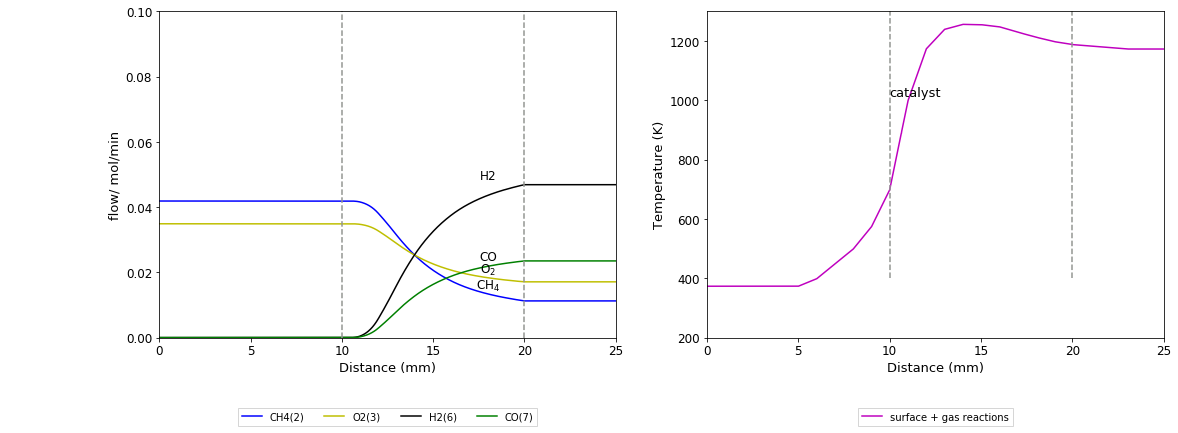 flow/ mol/min
0.10
0.08
0.06
0.04
0.02
0.00
H2
CO
O2
CH4
0 5 10 15 20 25
Distance (mm)
CH4(2) O2(3) H2(6) CO(7)
Temperature (K)
1200
1000
800
600
400
200
catalyst
0 5 10 15 20 25
Distance (mm)
surface + gas reactions